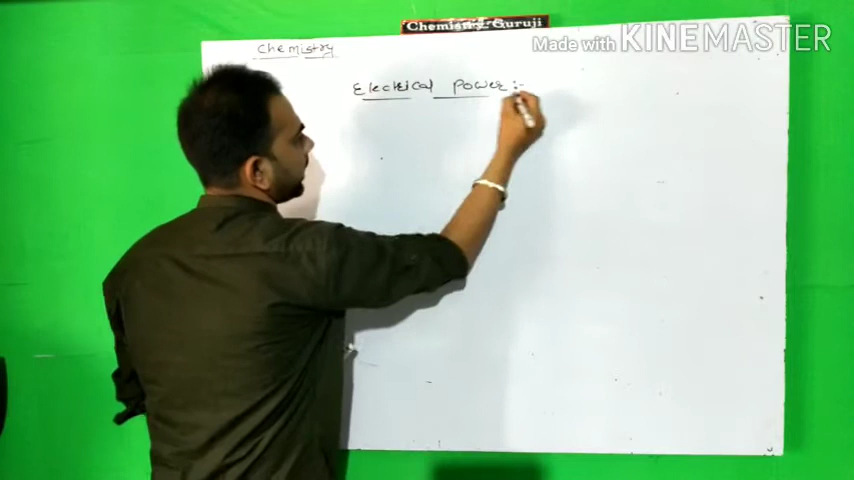 Chemistry Guruji
Made with KINEMASTER
Chemistry
Electrical Power :-